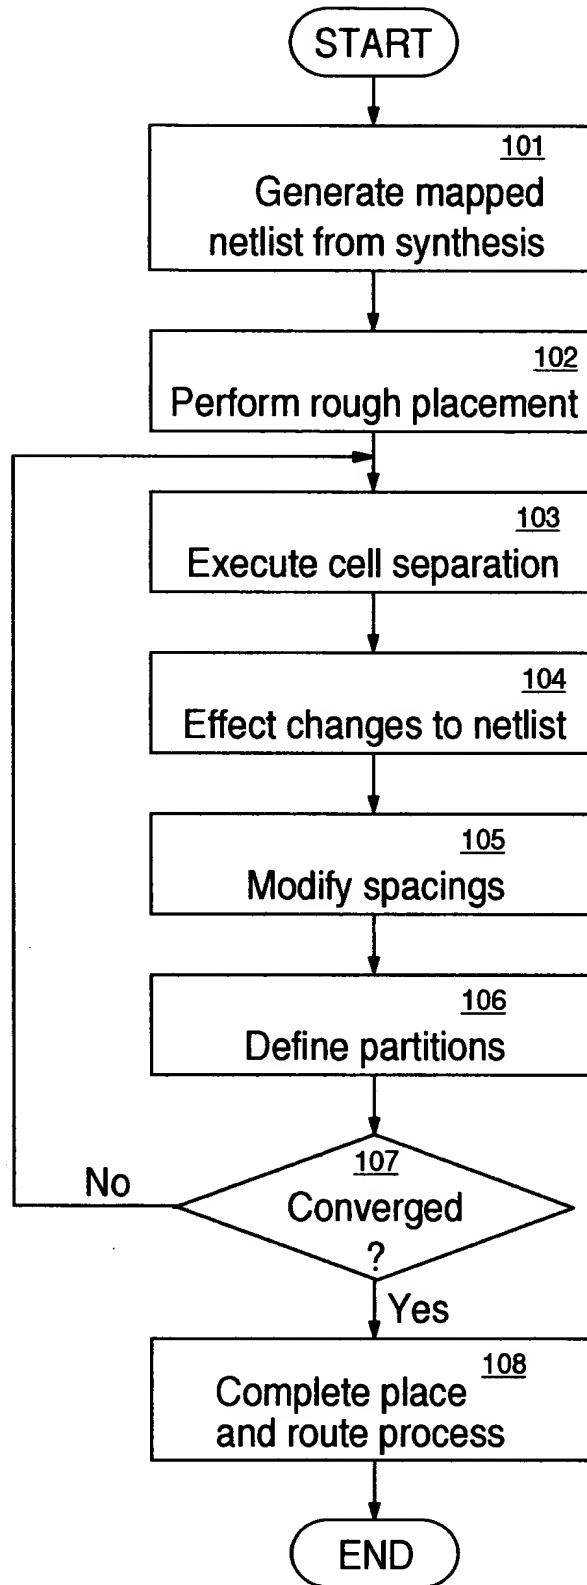 START
101
Generate mapped
netlist from synthesis
102
Perform rough placement
103
Execute cell separation
104
Effect changes to netlist
105
Modify spacings
106
Define partitions
107
Converged
?
No
Yes
108
Complete place
and route process
END